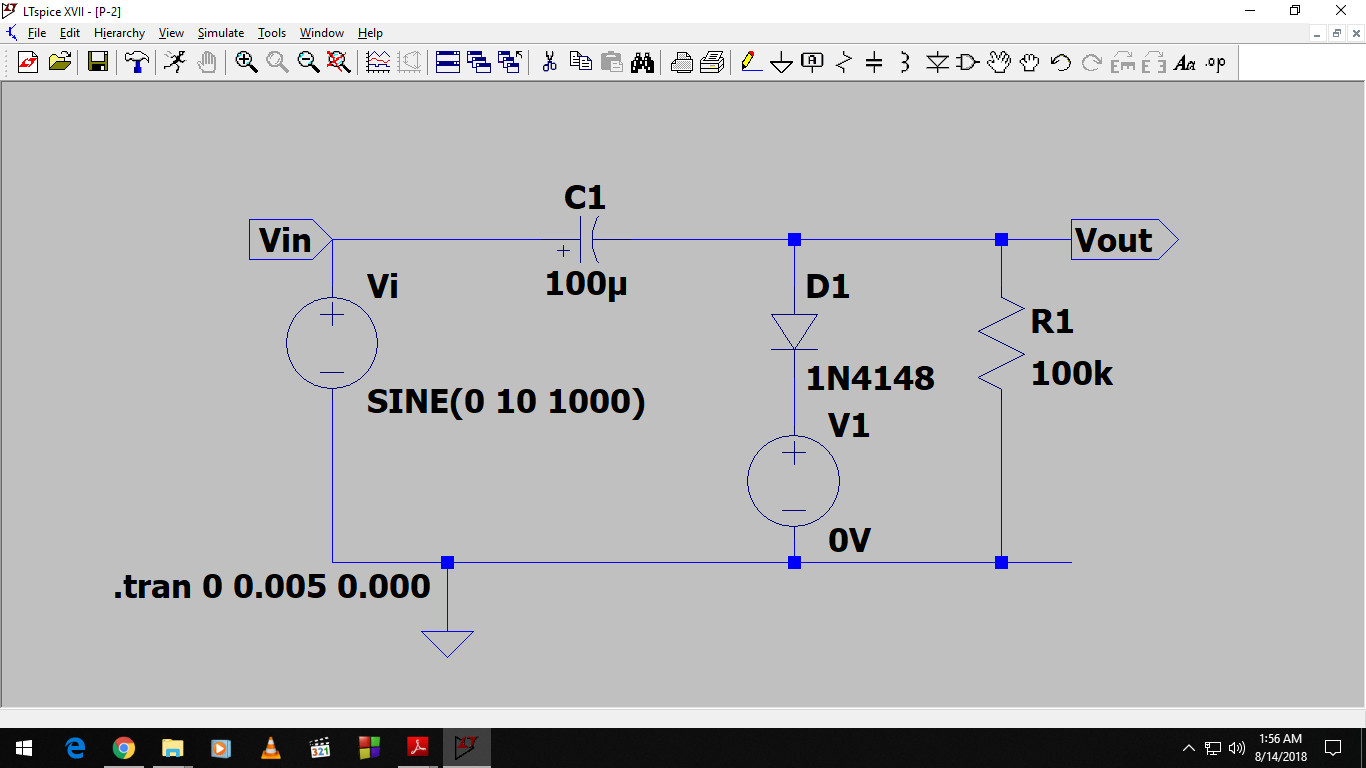 LTspice XVII - [P-2]
File Edit Hierarchy View Simulate Tools Window Help
C1
Vin
Vout
+
100µ
Vi
D1
R1
1N4148
100k
SINE(0 10 1000)
V1
0V
.tran 0 0.005 0.000
1:56 AM
8/14/2018